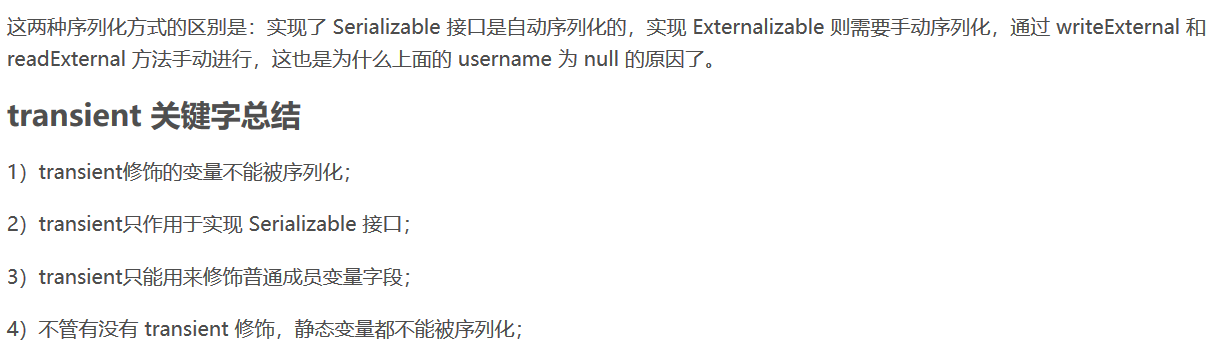 这两种序列化方式的区别是：实现了 Serializable 接口是自动序列化的，实现 Externalizable 则需要手动序列化，通过 writeExternal 和
readExternal 方法手动进行，这也是为什么上面的 username 为 null 的原因了。
transient 关键字总结
1）transient修饰的变量不能被序列化；
2）transient只作用于实现 Serializable 接口；
3）transient只能用来修饰普通成员变量字段；
4）不管有没有 transient 修饰，静态变量都不能被序列化；